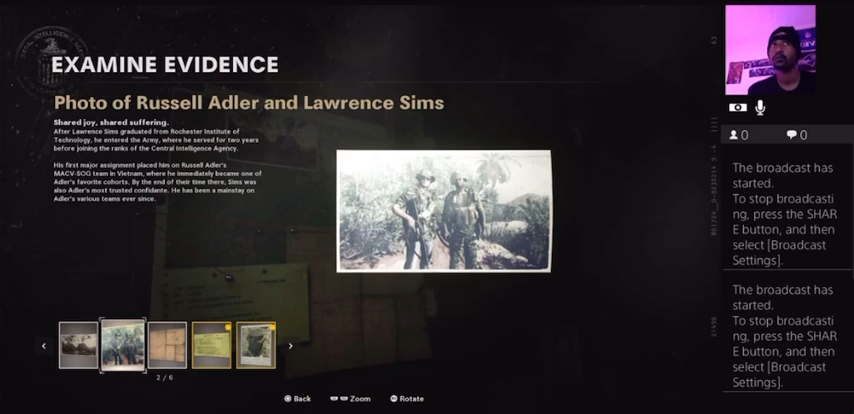 EXAMINE EVIDENCE
Photo of Russell Adler and Lawrence Sims
Shared joy, shared suffering.
After Lawrence Sims graduated from Rochester Institute of
Technology, he entered the Army, where he served for two years
before joining the ranks of the Central Intelligence Agency.
His first major assignment placed him on Russell Adler's
MACV-SOG team in Vietnam, where he immediately became one of
Adler's favorite cohorts. By the end of their time there, Sims was
also Adler's most trusted confidante. He has been a mainstay on
Adler's various teams ever since.
2 / 6
Back
Zoom
Rotate
0
0
The broadcast has
started.
To stop broadcasti
ng, press the SHAR
E button, and then
select [Broadcast
Settings].
The broadcast has
started.
To stop broadcasti
ng, press the SHAR
E button, and then
select [Broadcast
Settings].